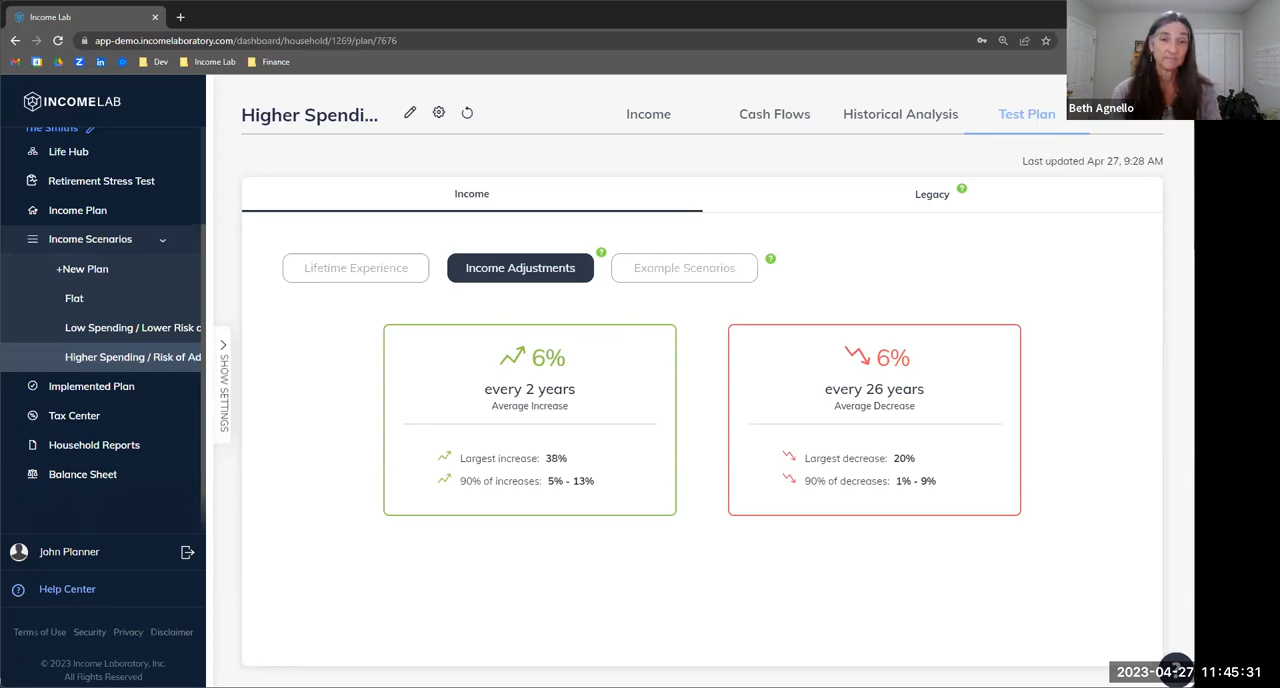 Income Lab
app-demo.incomelaboratory.com/dashboard/household/1269/plan/7676
Dev
Income Lab
Finance
Beth Agnello
INCOMELAB
The Smiths
Life Hub
Retirement Stress Test
Income Plan
Income Scenarios
+New Plan
Flat
Low Spending / Lower Risk o
Higher Spending / Risk of Ad
Implemented Plan
Tax Center
Household Reports
Balance Sheet
John Planner
Help Center
Terms of Use Security Privacy Disclaimer
© 2023 Income Laboratory, Inc.
All Rights Reserved
SHOW SETTINGS
Higher Spendi...
Income Cash Flows Historical Analysis Test Plan
Last updated Apr 27, 9:28 AM
Income Legacy ?
Lifetime Experience Income Adjustments ? Example Scenarios ?
6%
every 2 years
Average Increase
Largest increase: 38%
90% of increases: 5% - 13%
6%
every 26 years
Average Decrease
Largest decrease: 20%
90% of decreases: 1% - 9%
2023-04-27 11:45:31